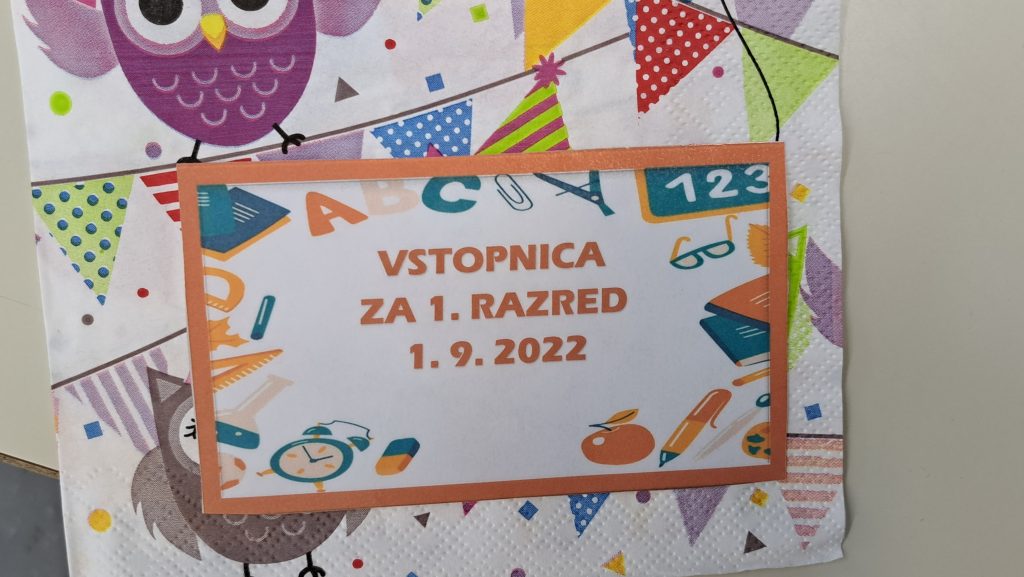 ABC
123
VSTOPNICA
ZA 1. RAZRED
1. 9. 2022